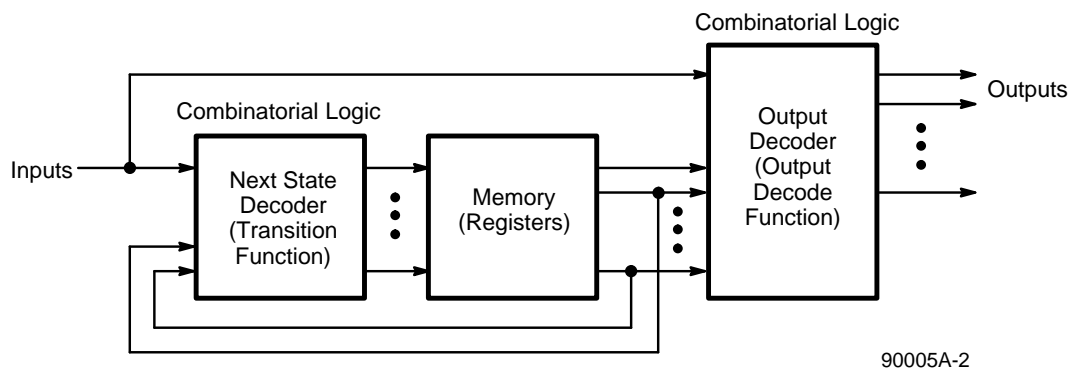 Combinatorial Logic
Outputs
Combinatorial Logic
Output
Decoder
(Output
Decode
Function)
Inputs
Next State
Decoder
(Transition
Function)
Memory
(Registers)
90005A-2